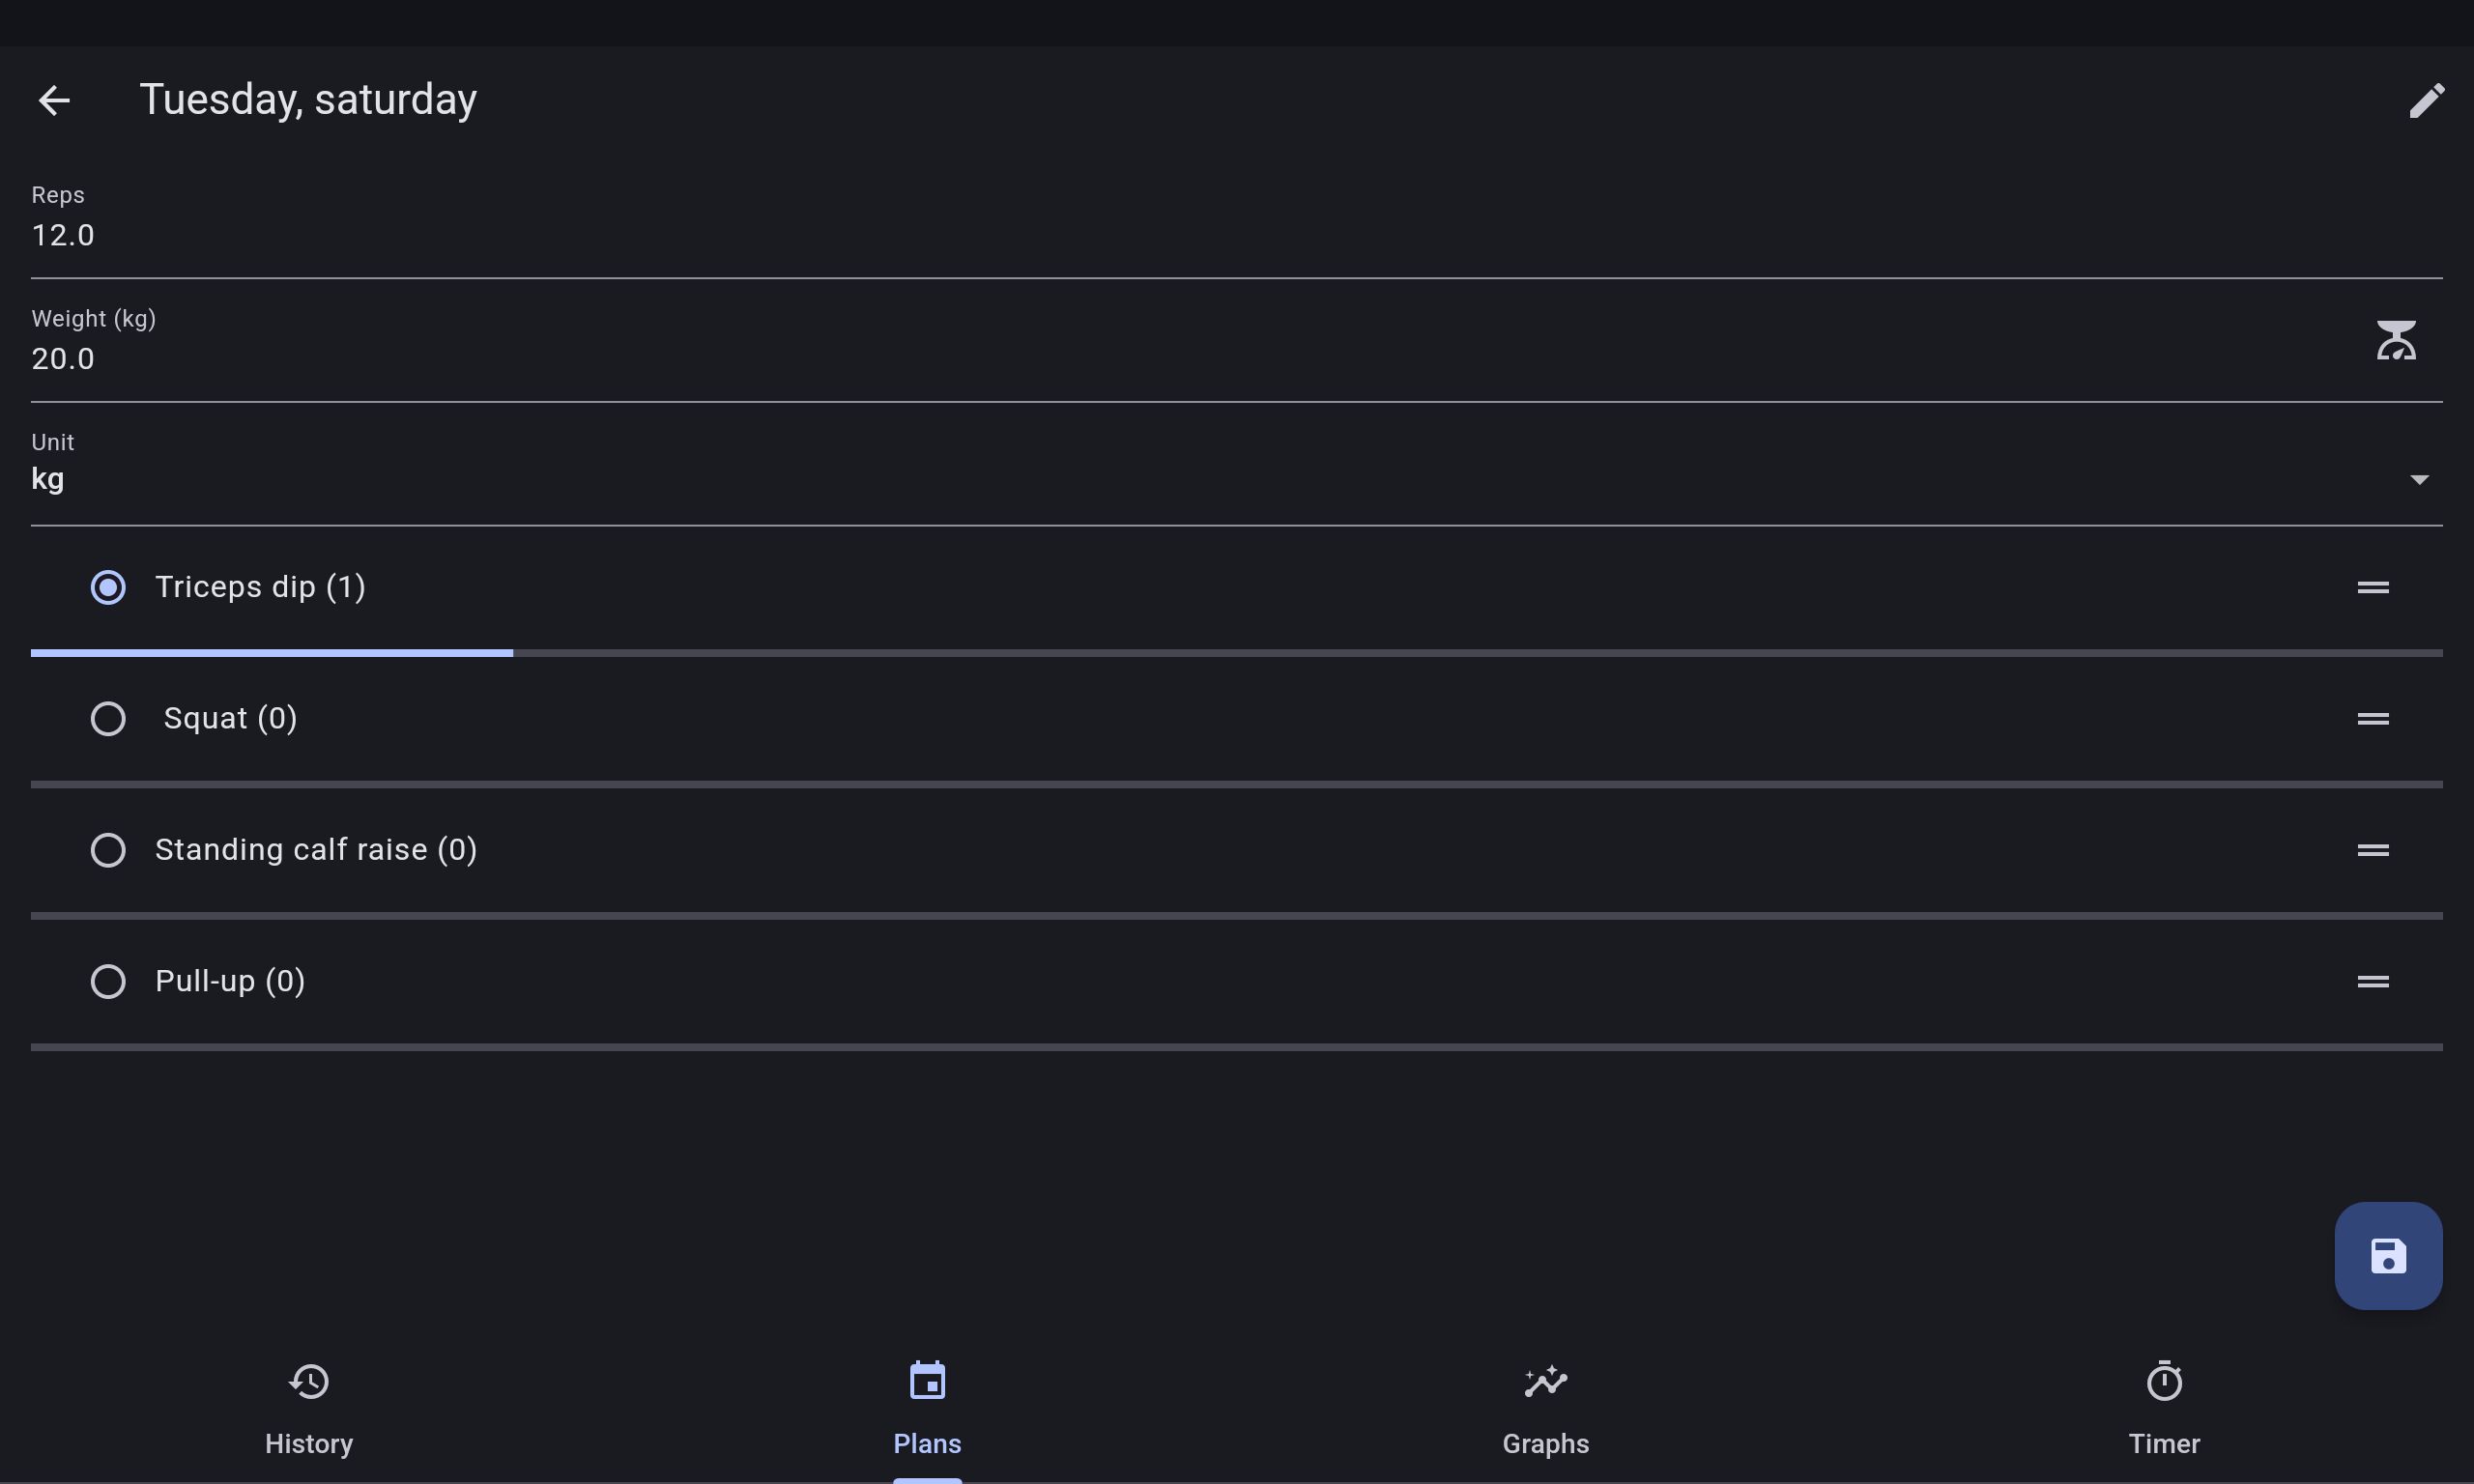 Tuesday, saturday
Reps
12.0
Weight (kg)
20.0
Unit
kg
Triceps dip (1)
Squat (0)
Standing calf raise (0)
Pull-up (0)
History
Plans
Graphs
Timer